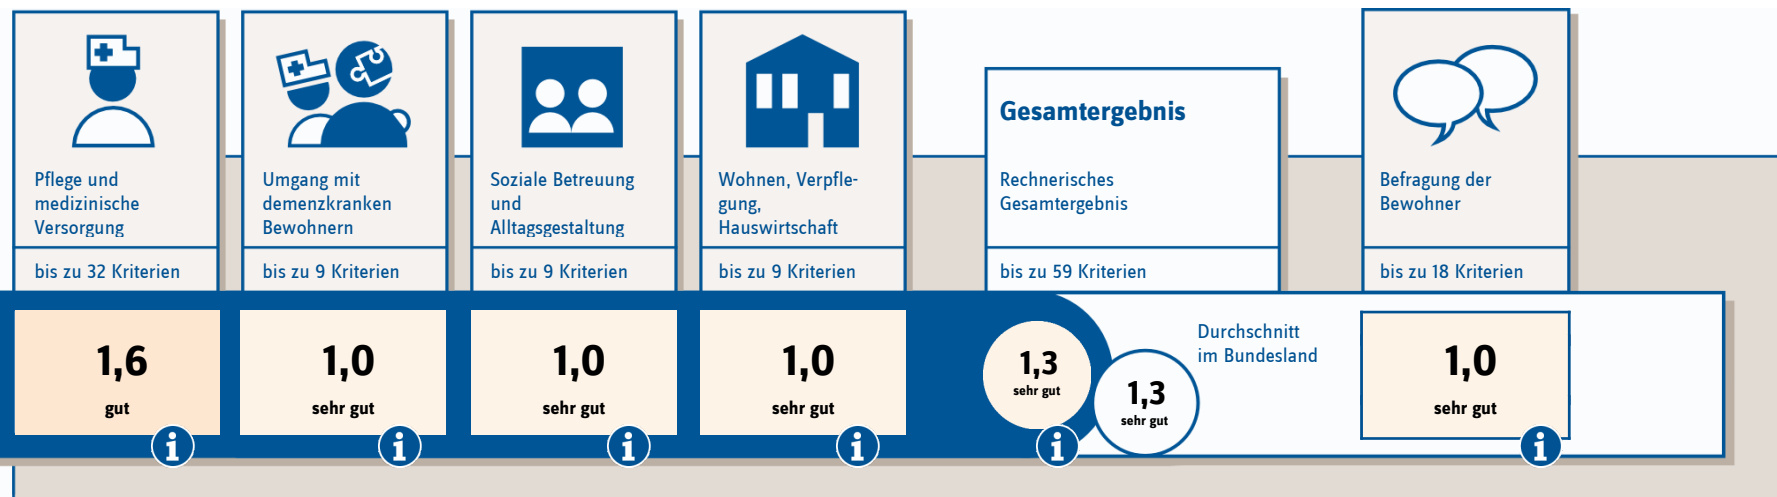 Pflege und
medizinische
Versorgung
bis zu 32 Kriterien
1,6
gut
Umgang mit
demenzkranken
Bewohnern
bis zu 9 Kriterien
1,0
sehr gut
Soziale Betreuung
und
Alltagsgestaltung
bis zu 9 Kriterien
1,0
sehr gut
Wohnen, Verpfle-
gung,
Hauswirtschaft
bis zu 9 Kriterien
1,0
sehr gut
Gesamtergebnis
Rechnerisches
Gesamtergebnis
bis zu 59 Kriterien
1,3
sehr gut
Durchschnitt
im Bundesland
1,3
sehr gut
Befragung der
Bewohner
bis zu 18 Kriterien
1,0
sehr gut